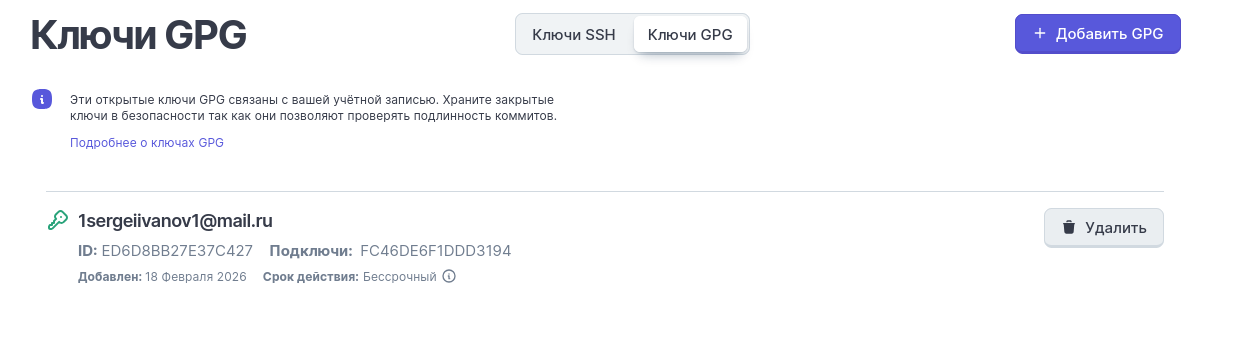 Ключи GPG
Ключи SSH
Ключи GPG
+ Добавить GPG
Эти открытые ключи GPG связаны с вашей учётной записью. Храните закрытые
ключи в безопасности так как они позволяют проверять подлинность коммитов.
Подробнее о ключах GPG
1sergeiivanov1@mail.ru
Удалить
ID: ED6D8BB27E37C427 Подключи: FC46DE6F1DDD3194
Добавлен: 18 Февраля 2026 Срок действия: Бессрочный